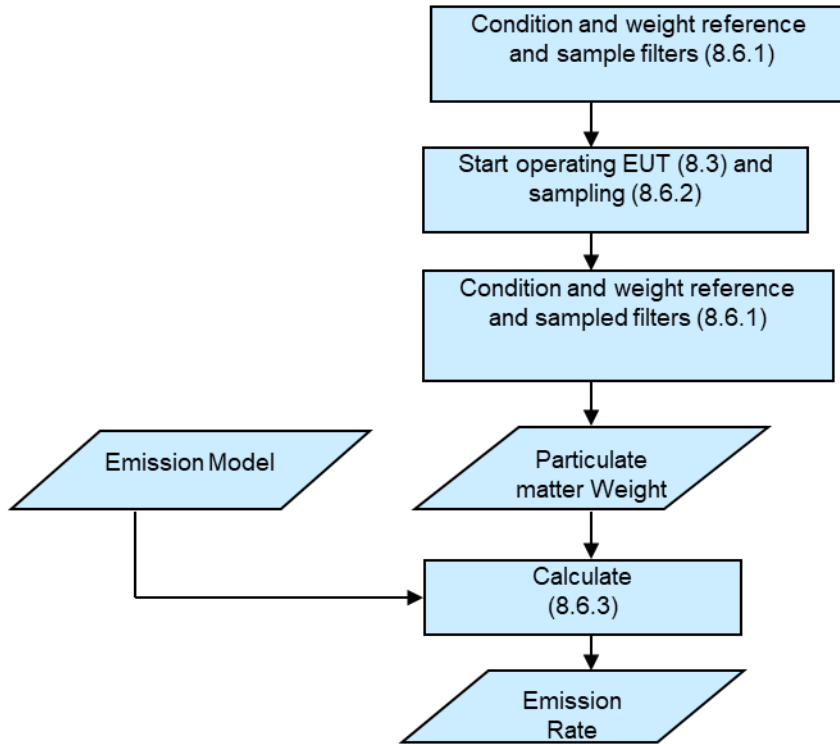 Condition and weight reference
and sample filters (8.6.1)
Start operating EUT (8.3) and
sampling (8.6.2)
Condition and weight reference
and sampled filters (8.6.1)
Emission Model
Particulate
matter Weight
Calculate
(8.6.3)
Emission
Rate